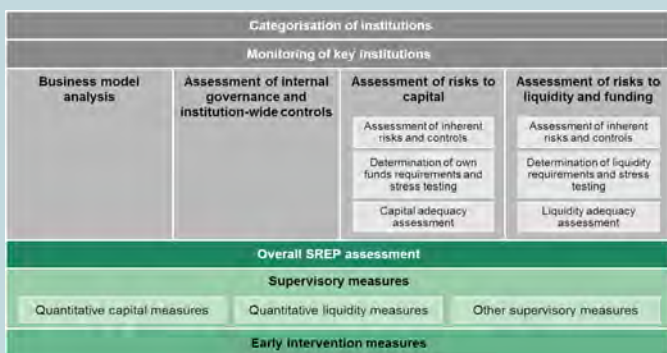 Categorisation of institutions
Monitoring of key institutions
Business model
analysis
Assessment of internal
governance and
institution-wide controls
Assessment of risks to
capital
Assessment of inherent
risks and controls
Determination of own
funds requirements and
stress testing
Capital adequacy
assessment
Assessment of risks to
liquidity and funding
Assessment of inherent
risks and controls
Determination of liquidity
requirements and stress
testing
Liquidity adequacy
assessment
Overall SREP assessment
Supervisory measures
Quantitative capital measures
Quantitative liquidity measures
Other supervisory measures
Early intervention measures